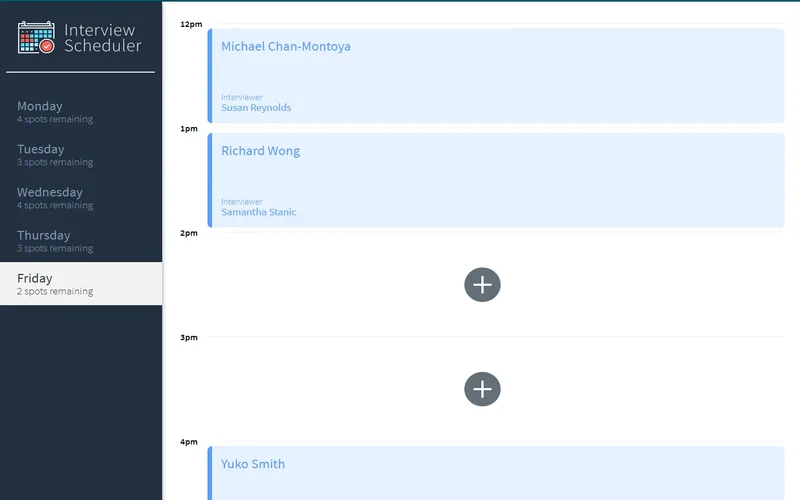 Interview
Scheduler
Monday
4 spots remaining
Tuesday
3 spots remaining
Wednesday
4 spots remaining
Thursday
3 spots remaining
Friday
2 spots remaining
12pm
Michael Chan-Montoya
Interviewer
Susan Reynolds
1pm
Richard Wong
Interviewer
Samantha Stanic
2pm
3pm
4pm
Yuko Smith